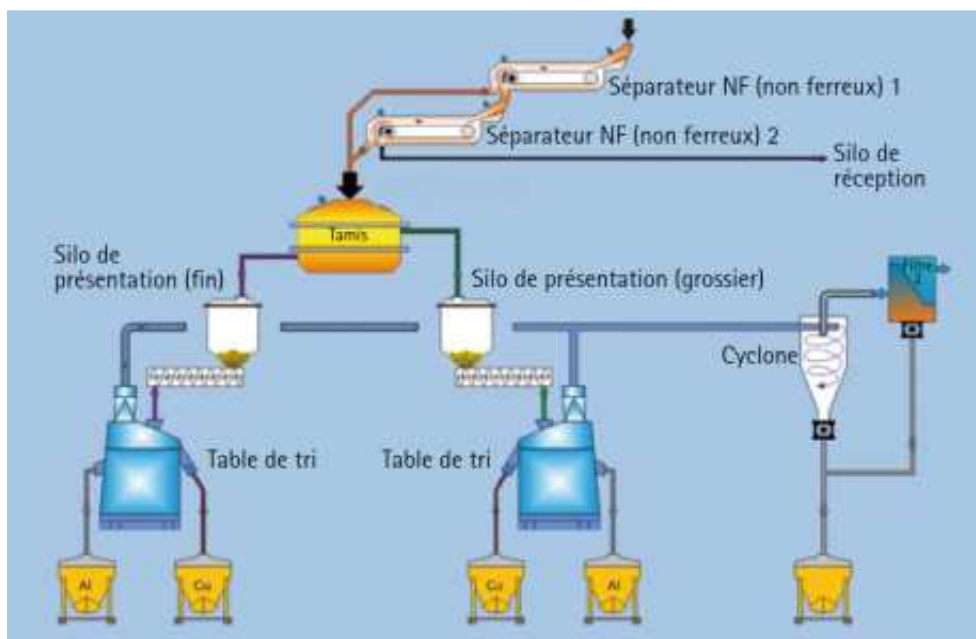 Séparateur NF (non ferreux) 1
Séparateur NF (non ferreux) 2
Silo de
réception
Tamis
Silo de
présentation (fin)
Silo de présentation (grossier)
Cyclone
Table de tri
Table de tri
Al
Cu
Cu
Al